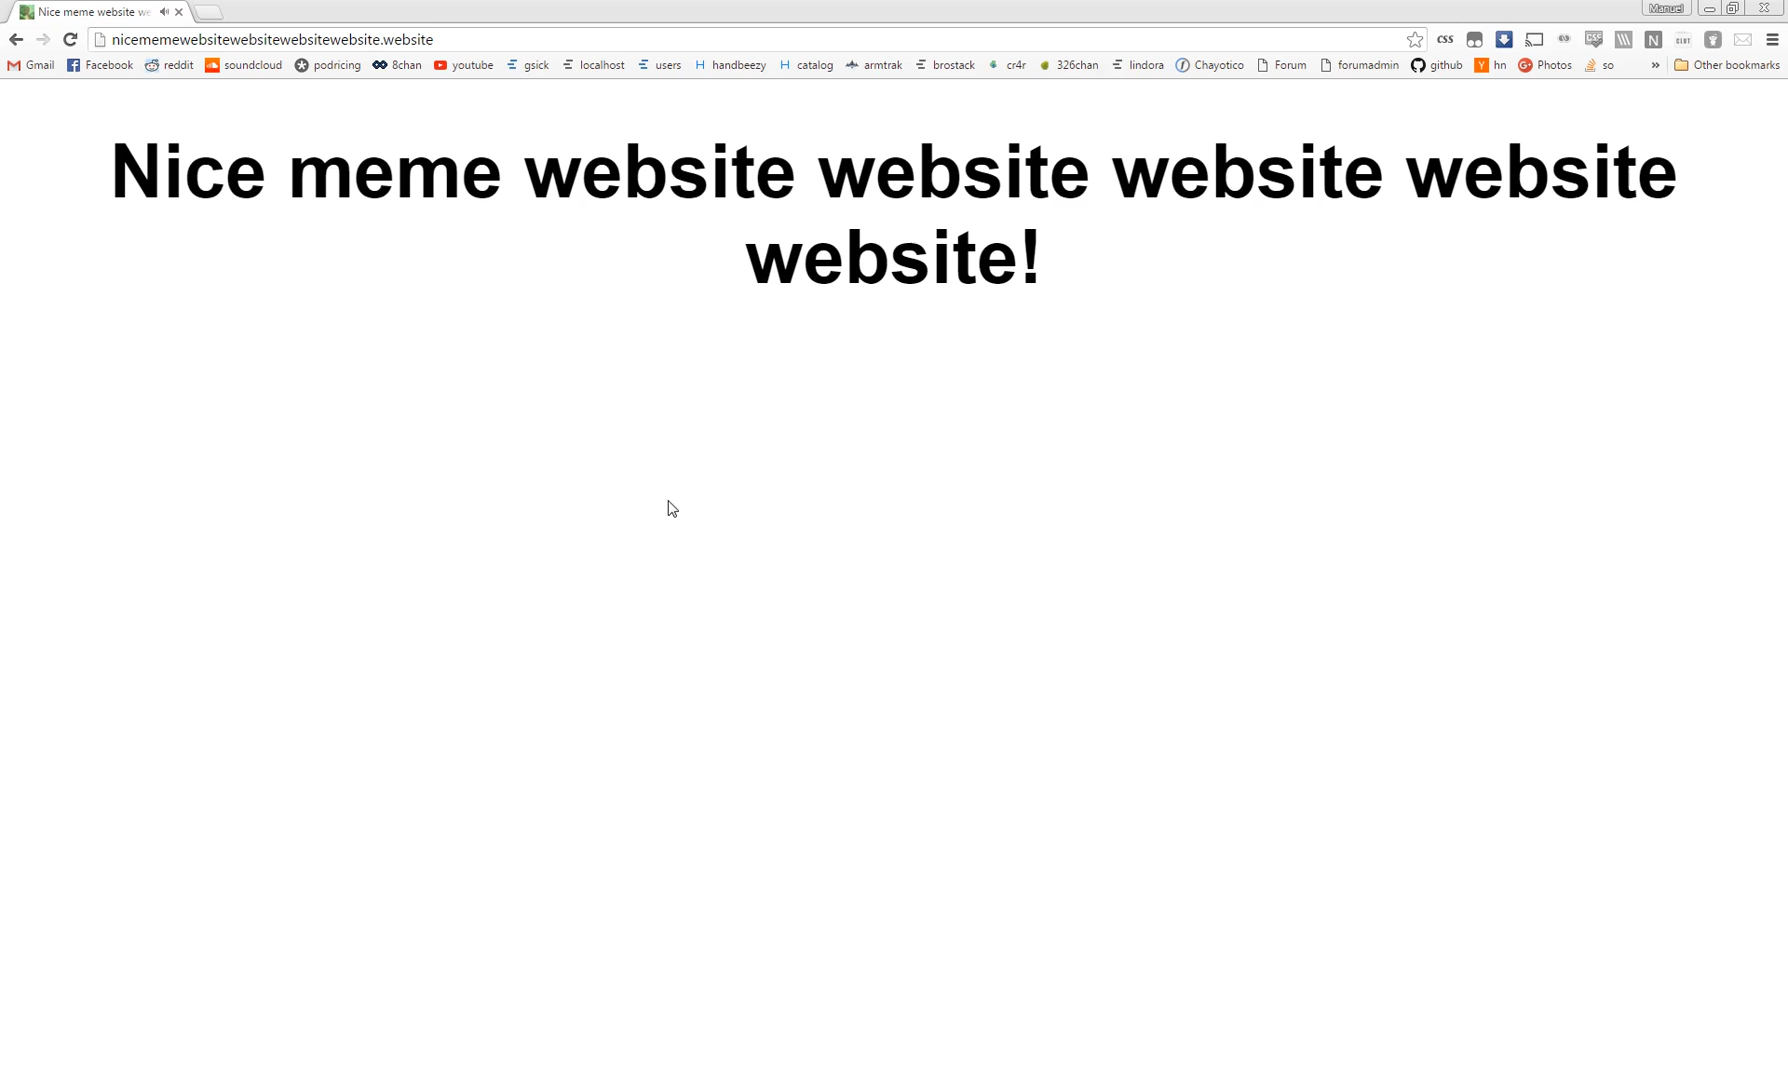 Nice meme website we
Manuel
nicememewebsitewebsitewebsitewebsite.website
css
Gmail Facebook reddit soundcloud podricing 8chan youtube gsick localhost users handbeezy catalog armtrak brostack cr4r 326chan lindora Chayotico Forum forumadmin github hn Photos so » Other bookmarks
Nice meme website website website website
website!